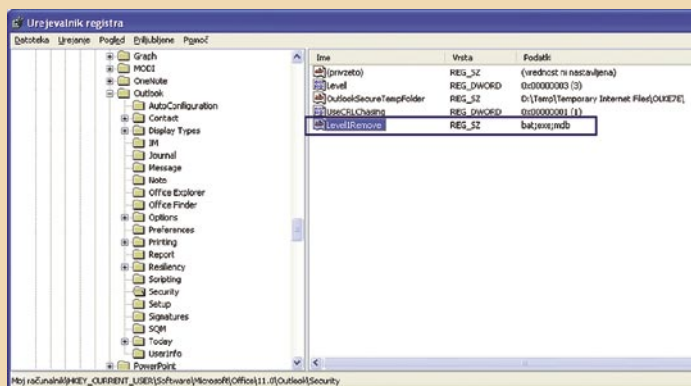 Urejevalnik registra
Datoteka Urejanje Pogled Priljubljene Pomoč
Graph
MODI
OneNote
Outlook
AutoConfiguration
Contact
Display Types
IM
Journal
Message
Note
Office Explorer
Office Finder
Options
Preferences
Printing
Report
Resiliency
Scripting
Security
Setup
Signatures
SQM
Today
UserInfo
PowerPoint
Ime Vrsta Podatki
(privzeto) REG_SZ (vrednost ni nastavljena)
Level REG_DWORD 0x00000003 (3)
OutlookSecureTempFolder REG_SZ D:\Temp\Temporary Internet Files\OLKE7E\
UseCRLChasing REG_DWORD 0x00000001 (1)
Level1Remove REG_SZ bat;exe;mdb
Moj računalnik\HKEY_CURRENT_USER\Software\Microsoft\Office\11.0\Outlook\Security